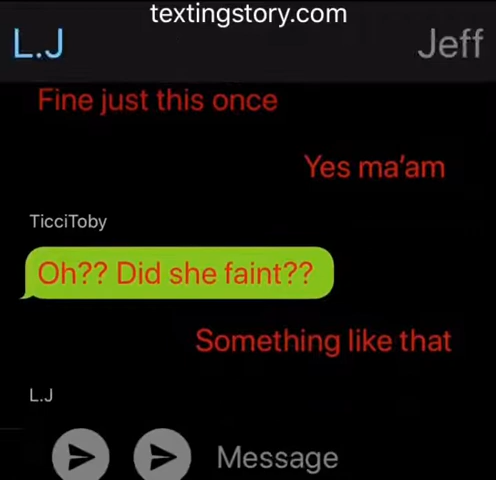 textingstory.com
L.J
Jeff
Fine just this once
Yes ma’am
TicciToby
Oh?? Did she faint??
Something like that
L.J
Message